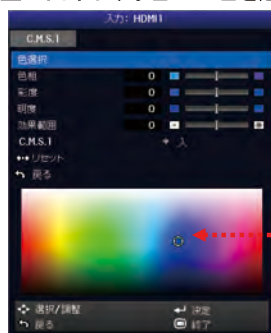 入力: HDMI 1
C.M.S.1
色選択
色相 0
彩度 0
明度 0
効果範囲 0
C.M.S.1 入
リセット
戻る
選択/調整 決定
戻る 終了